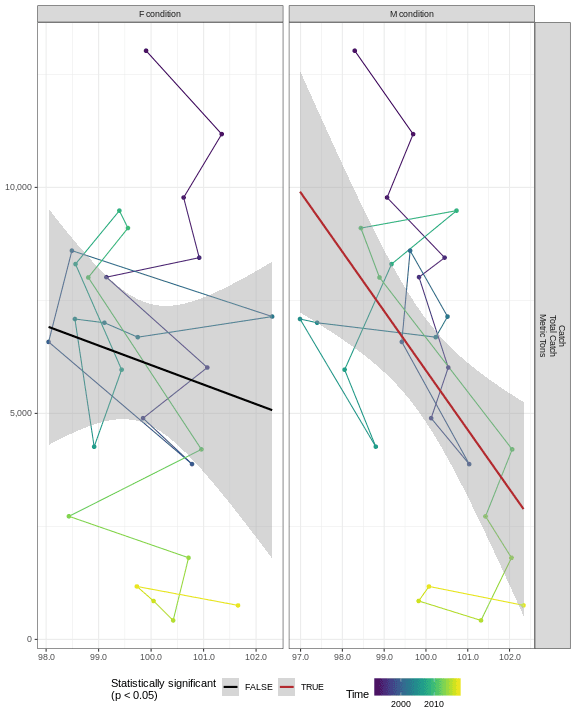 F condition
M condition
10,000
5,000
0
Catch
Total Catch
Metric Tons
98.0 99.0 100.0 101.0 102.0
97.0 98.0 99.0 100.0 101.0 102.0
Statistically significant
(p < 0.05)
FALSE
TRUE
Time
2000 2010